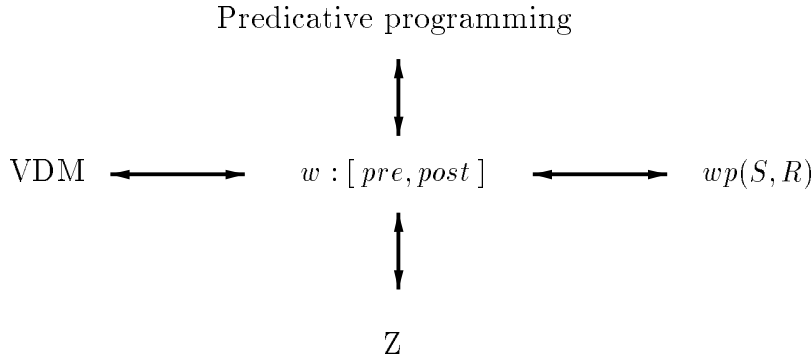 Predicative programming
VDM w : [ pre, post ] wp(S, R)
Z